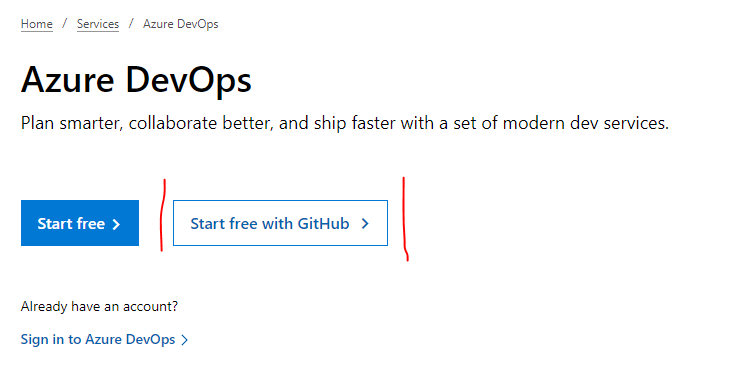 Home / Services / Azure DevOps
Azure DevOps
Plan smarter, collaborate better, and ship faster with a set of modern dev services.
Start free > Start free with GitHub >
Already have an account?
Sign in to Azure DevOps >